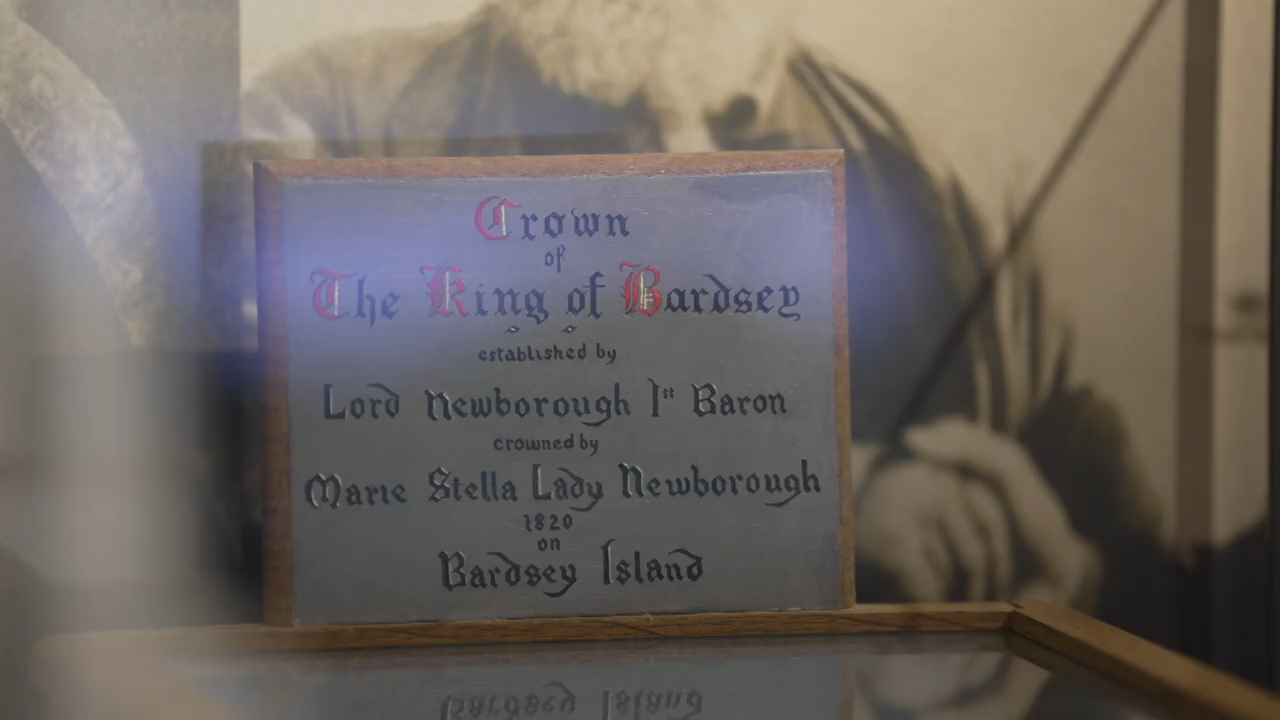 Crown
of
The King of Bardsey
established by
Lord Newborough 1st Baron
crowned by
Marie Stella Lady Newborough
1820
on
Bardsey Island